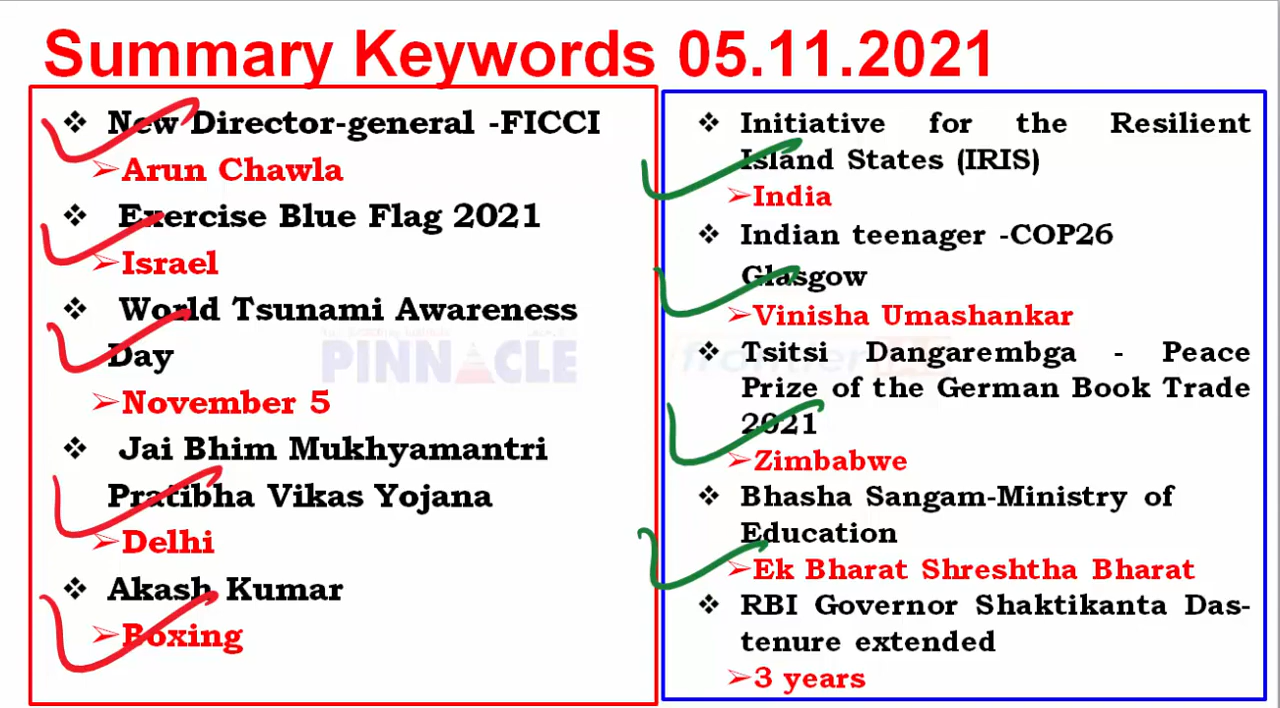 Summary Keywords 05.11.2021
❖ New Director-general -FICCI
➢Arun Chawla
❖ Exercise Blue Flag 2021
➢Israel
❖ World Tsunami Awareness
Day
➢November 5
❖ Jai Bhim Mukhyamantri
Pratibha Vikas Yojana
➢Delhi
❖ Akash Kumar
➢Boxing
❖ Initiative for the Resilient
Island States (IRIS)
➢India
❖ Indian teenager -COP26
Glasgow
➢Vinisha Umashankar
❖ Tsitsi Dangarembga - Peace
Prize of the German Book Trade
2021
➢Zimbabwe
❖ Bhasha Sangam-Ministry of
Education
➢Ek Bharat Shreshtha Bharat
❖ RBI Governor Shaktikanta Das-
tenure extended
➢3 years
PINNACLE